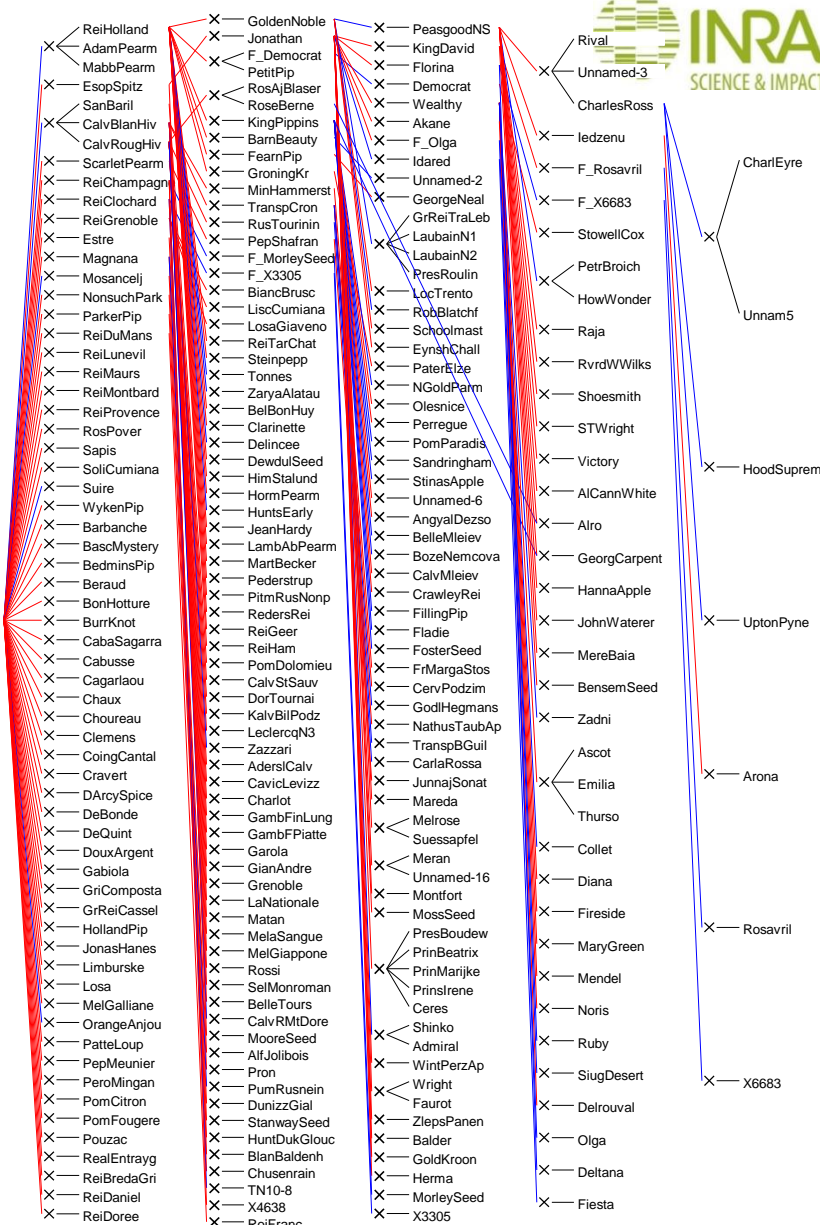 ReiHolland
AdamPearm
MabbPearm
EsopSpitz
SanBaril
CalvBlanHiv
CalvRougHiv
ScarletPearm
ReiChampagn
ReiClochard
ReiGrenoble
Estre
Magnana
Mosancelj
NonsuchPark
ParkerPip
ReiDuMans
ReiLunevil
ReiMaurs
ReiMontbard
ReiProvence
RosPover
Sapis
SoliCumiana
Suire
WykenPip
Barbanche
BascMystery
BedminsPip
Beraud
BonHotture
BurrKnot
CabaSagarra
Cabusse
Cagarlaou
Chaux
Choureau
Clemens
CoingCantal
Cravert
DArcySpice
DeBonde
DeQuint
DouxArgent
Gabiola
GriComposta
GrReiCassel
HollandPip
JonasHanes
Limburske
Losa
MelGalliane
OrangeAnjou
PatteLoup
PepMeunier
PeroMingan
PomCitron
PomFougere
Pouzac
RealEntrayg
ReiBredaGri
ReiDaniel
ReiDoree
GoldenNoble
Jonathan
F_Democrat
PetitPip
RosAjBlaser
RoseBerne
KingPippins
BarnBeauty
FearnPip
GroningKr
MinHammerst
TranspCron
RusTourinin
PepShafran
F_MorleySeed
F_X3305
BiancBrusc
LiscCumiana
LosaGiaveno
ReiTarChat
Steinpepp
Tonnes
ZaryaAlatau
BelBonHuy
Clarinette
Delincee
DewdulSeed
HimStalund
HormPearm
HuntsEarly
JeanHardy
LambAbPearm
MartBecker
Pederstrup
PitmRusNonp
RedersRei
ReiGeer
ReiHam
PomDolomieu
CalvStSauv
DorTournai
KalvBilPodz
LeclercqN3
Zazzari
AderslCalv
CavicLevizz
Charlot
GambFinLung
GambFPiatte
Garola
GianAndre
Grenoble
LaNationale
Matan
MelaSangue
MelGiappone
Rossi
SelMonroman
BelleTours
CalvRMtDore
MooreSeed
AlfJolibois
Pron
PumRusnein
DunizzGial
StanwaySeed
HuntDukGlouc
BlanBaldenh
Chusenrain
TN10-8
X4638
ReiFranc
PeasgoodNS
KingDavid
Florina
Democrat
Wealthy
Akane
F_Olga
Idared
Unnamed-2
GeorgeNeal
GrReiTraLeb
LaubainN1
LaubainN2
PresRoulin
LocTrento
RobBlatchf
Schoolmast
EynshChall
PaterElze
NGoldParm
Olesnice
Perregue
PomParadis
Sandringham
StinasApple
Unnamed-6
AngyalDezso
BelleMleiev
BozeNemcova
CalvMleiev
CrawleyRei
FillingPip
Fladie
FosterSeed
FrMargaStos
CervPodzim
GodlHegmans
NathusTaubAp
TranspBGuil
CarlaRossa
JunnajSonat
Mareda
Melrose
Suessapfel
Meran
Unnamed-16
Montfort
MossSeed
PresBoudew
PrinBeatrix
PrinMarijke
PrinsIrene
Ceres
Shinko
Admiral
WintPerzAp
Wright
Faurot
ZlepsPanen
Balder
GoldKroon
Herma
MorleySeed
X3305
Rival
Unnamed-3
CharlesRoss
Iedzenu
F_Rosavril
F_X6683
StowellCox
PetrBroich
HowWonder
Raja
RvrdWWilks
Shoesmith
STWright
Victory
AlCannWhite
Alro
GeorgCarpent
HannaApple
JohnWaterer
MereBaia
BensemSeed
Zadni
Ascot
Emilia
Thurso
Collet
Diana
Fireside
MaryGreen
Mendel
Noris
Ruby
SiugDesert
Delrouval
Olga
Deltana
Fiesta
INRA
SCIENCE & IMPACT
CharlEyre
Unnam5
HoodSuprem
UptonPyne
Arona
Rosavril
X6683